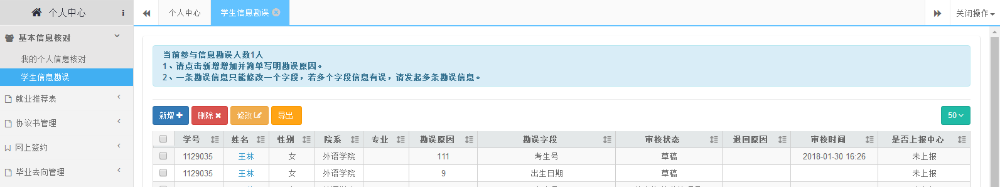 个人中心
个人中心 学生信息勘误 关闭操作
基本信息核对
我的个人信息核对
学生信息勘误
就业推荐表
协议书管理
网上签约
毕业去向管理
当前参与信息勘误人数1人
1、请点击新增增加并简单写明勘误原因。
2、一条勘误信息只能修改一个字段，若多个字段信息有误，请发起多条勘误信息。
新增 删除 修改 导出 50
学号 姓名 性别 院系 专业 勘误原因 勘误字段 审核状态 退回原因 审核时间 是否上报中心
1129035 王林 女 外语学院 111 考生号 草稿 2018-01-30 16:26 未上报
1129035 王林 女 外语学院 9 出生日期 草稿 未上报